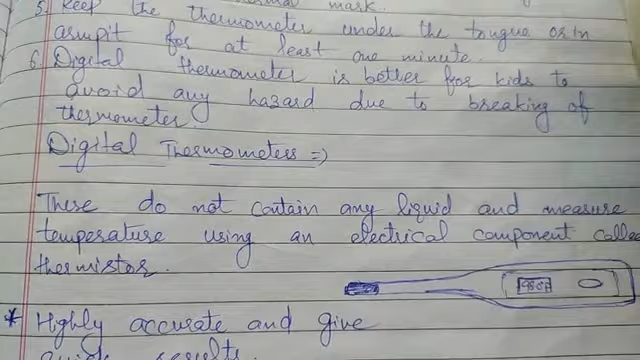 5. Keep the thermometer under the tongue or in
armpit for at least one minute.
6. Digital thermometer is better for kids to
avoid any hazard due to breaking of
thermometer.
Digital Thermometers =>
These do not contain any liquid and measure
temperature using an electrical component called
thermistor.
* Highly accurate and give
quick results.